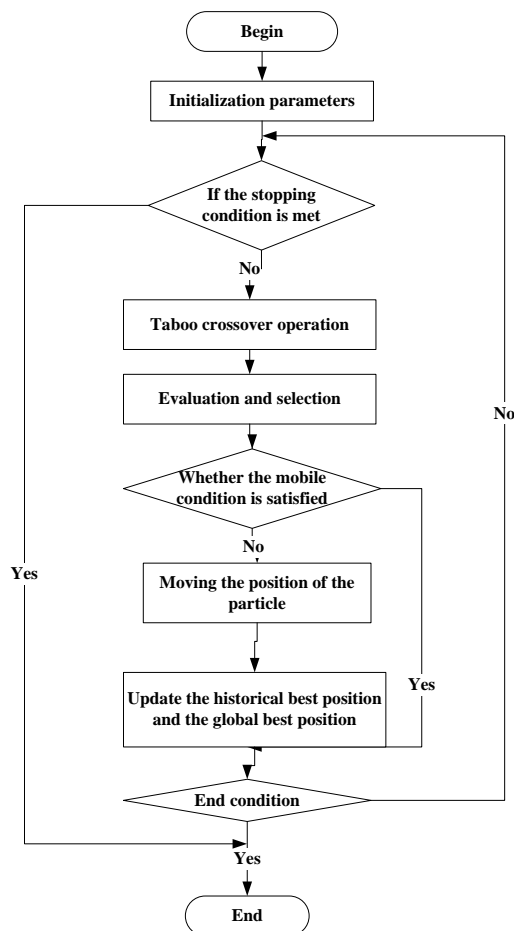 Begin
Initialization parameters
If the stopping
condition is met
No
Taboo crossover operation
Evaluation and selection
No
Whether the mobile
condition is satisfied
No
Yes
Moving the position of the
particle
Yes
Update the historical best position
and the global best position
End condition
Yes
End